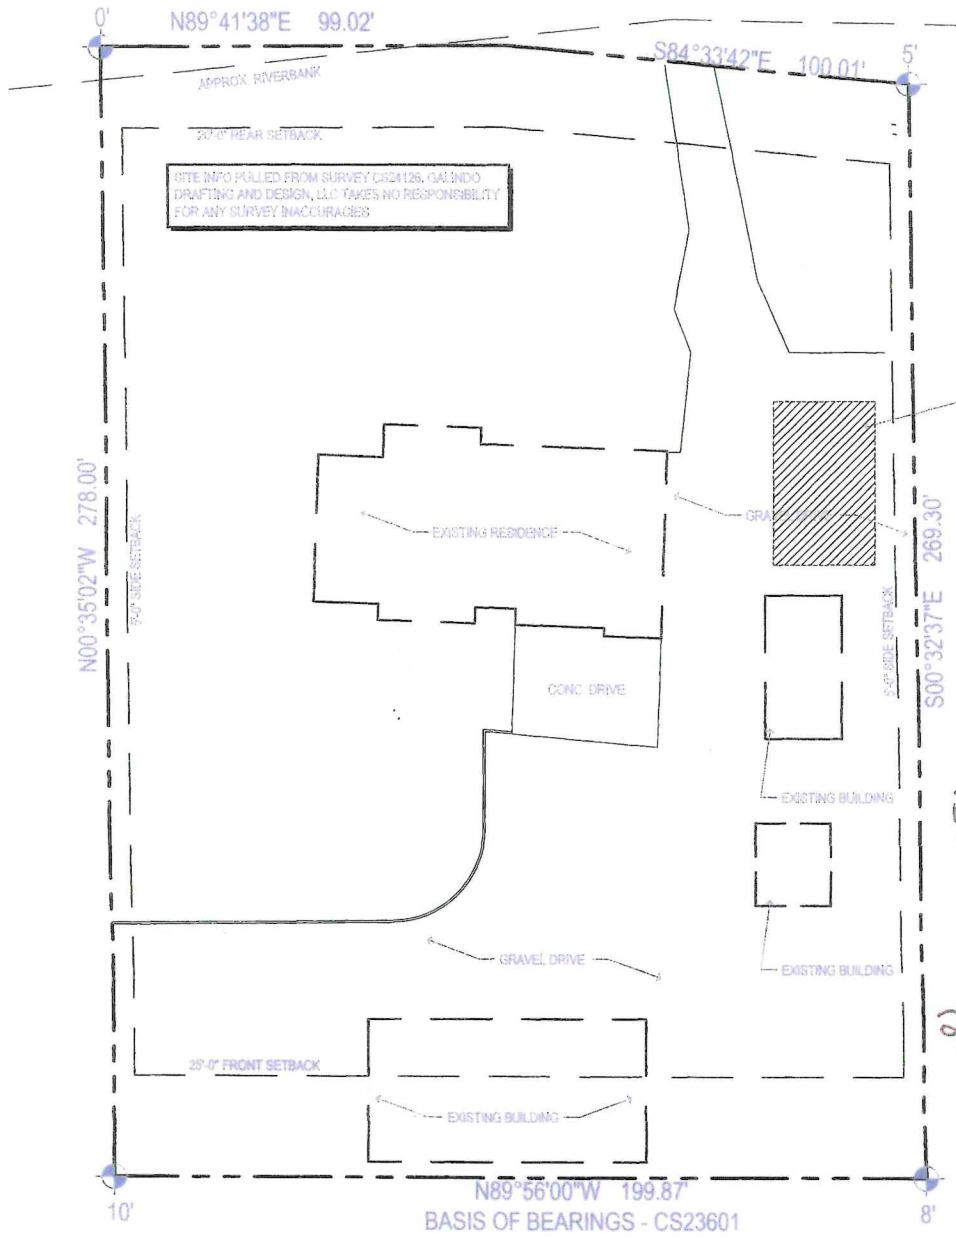 0'
N89°41'38"E 99.02'
S84°33'42"E 100.01'
5'
APPROX. RIVERBANK
20'-0" REAR SETBACK
SITE INFO PULLED FROM SURVEY CS24126. GALINDO
DRAFTING AND DESIGN, LLC TAKES NO RESPONSIBILITY
FOR ANY SURVEY INACCURACIES
N00°35'02"W 278.00'
5'-0" SIDE SETBACK
EXISTING RESIDENCE
S00°32'37"E 269.30'
5'-0" SIDE SETBACK
CONC. DRIVE
EXISTING BUILDING
GRAVEL DRIVE
EXISTING BUILDING
25'-0" FRONT SETBACK
EXISTING BUILDING
N89°56'00"W 199.87'
BASIS OF BEARINGS - CS23601
10'
8'